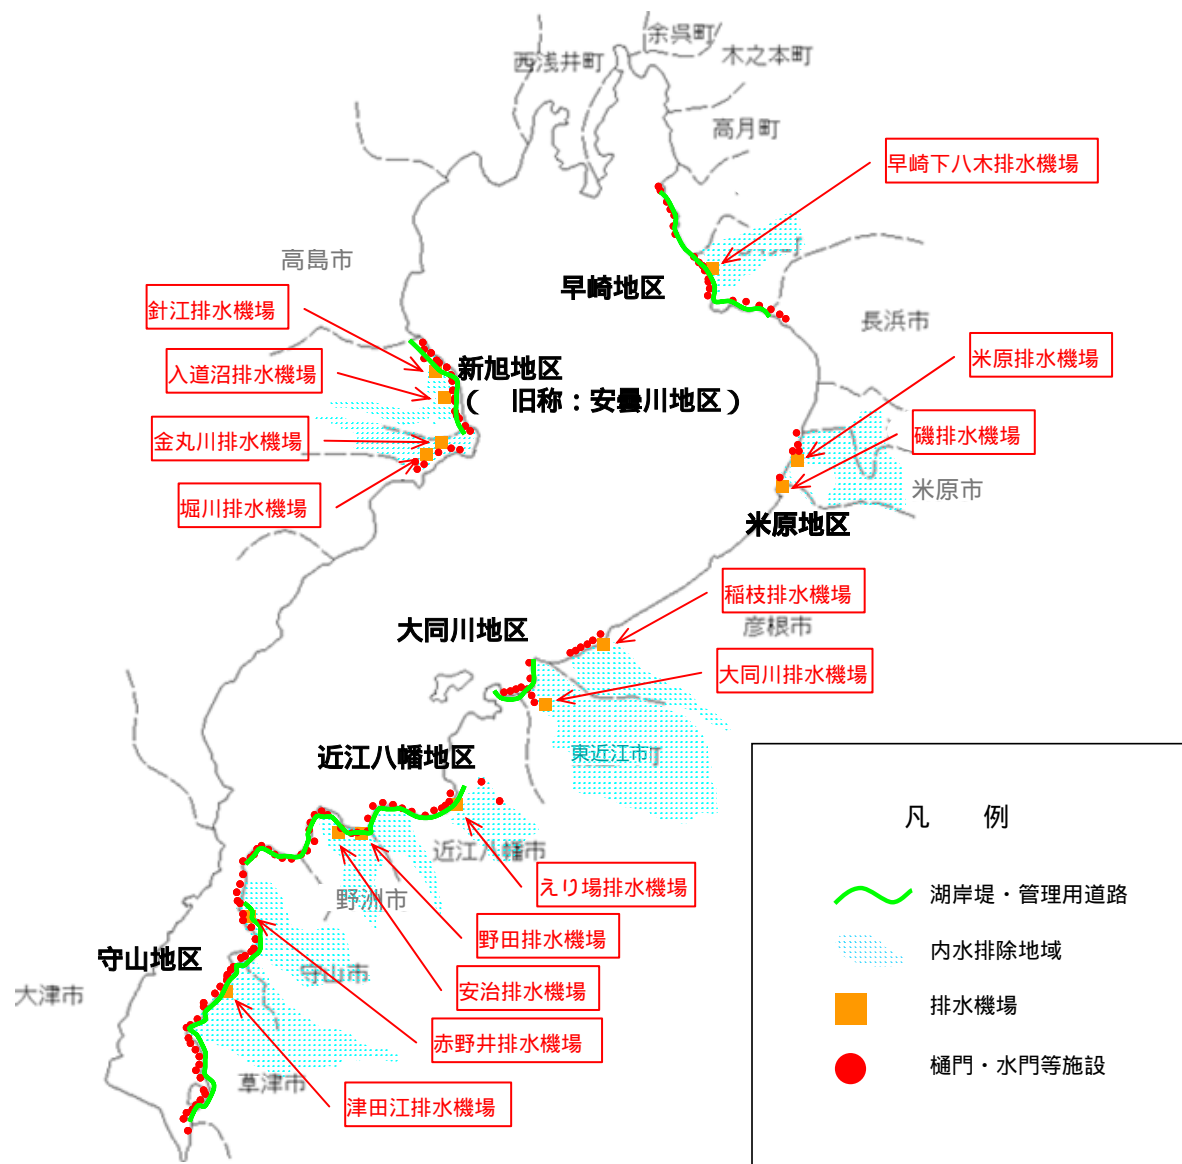 余呉町
西浅井町
木之本町
高月町
早崎下八木排水機場
高島市
早崎地区
針江排水機場
長浜市
米原排水機場
新旭地区
入道沼排水機場
(　旧称：安曇川地区)
金丸川排水機場
磯排水機場
米原市
堀川排水機場
米原地区
稲枝排水機場
大同川地区
彦根市
大同川排水機場
東近江市
近江八幡地区
凡　例
近江八幡市
えり場排水機場
野洲市
湖岸堤・管理用道路
野田排水機場
内水排除地域
守山地区
守山市
安治排水機場
大津市
排水機場
赤野井排水機場
樋門・水門等施設
草津市
津田江排水機場